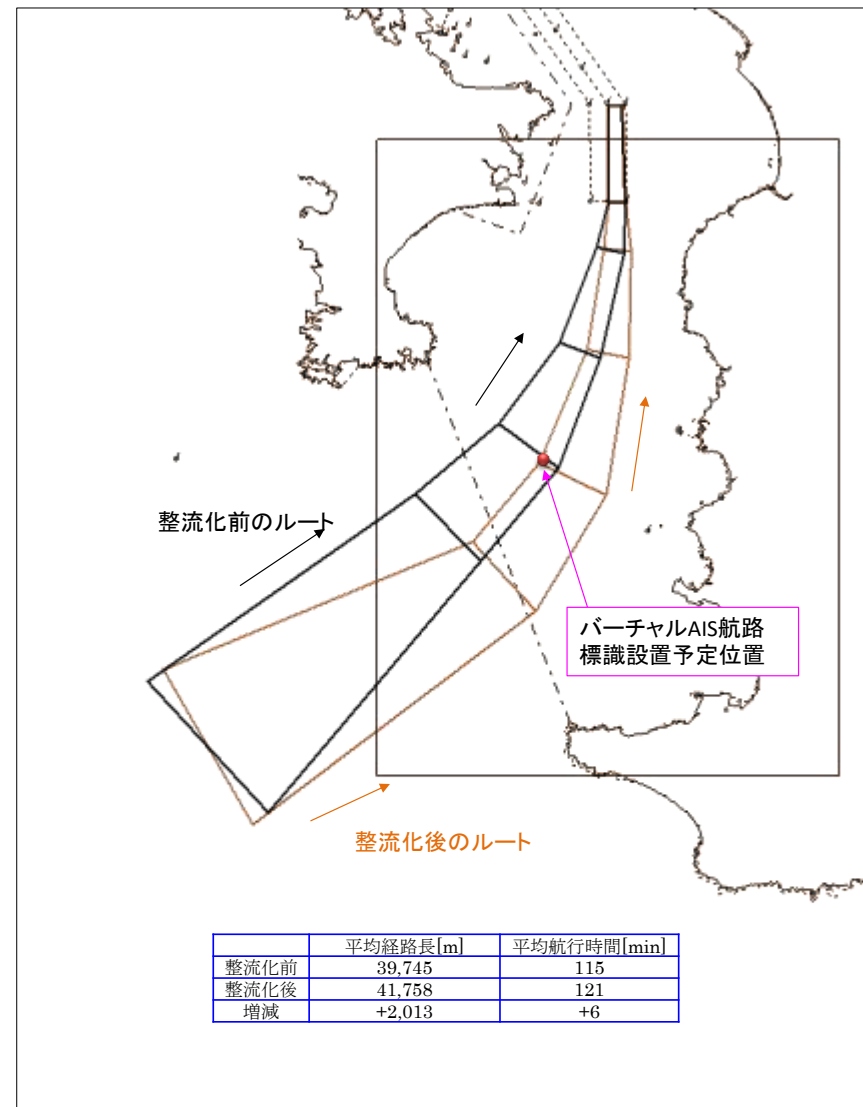 整流化前のルート
バーチャルAIS航路
標識設置予定位置
整流化後のルート
平均経路長[m] 平均航行時間[min]
整流化前 39,745 115
整流化後 41,758 121
増減 +2,013 +6